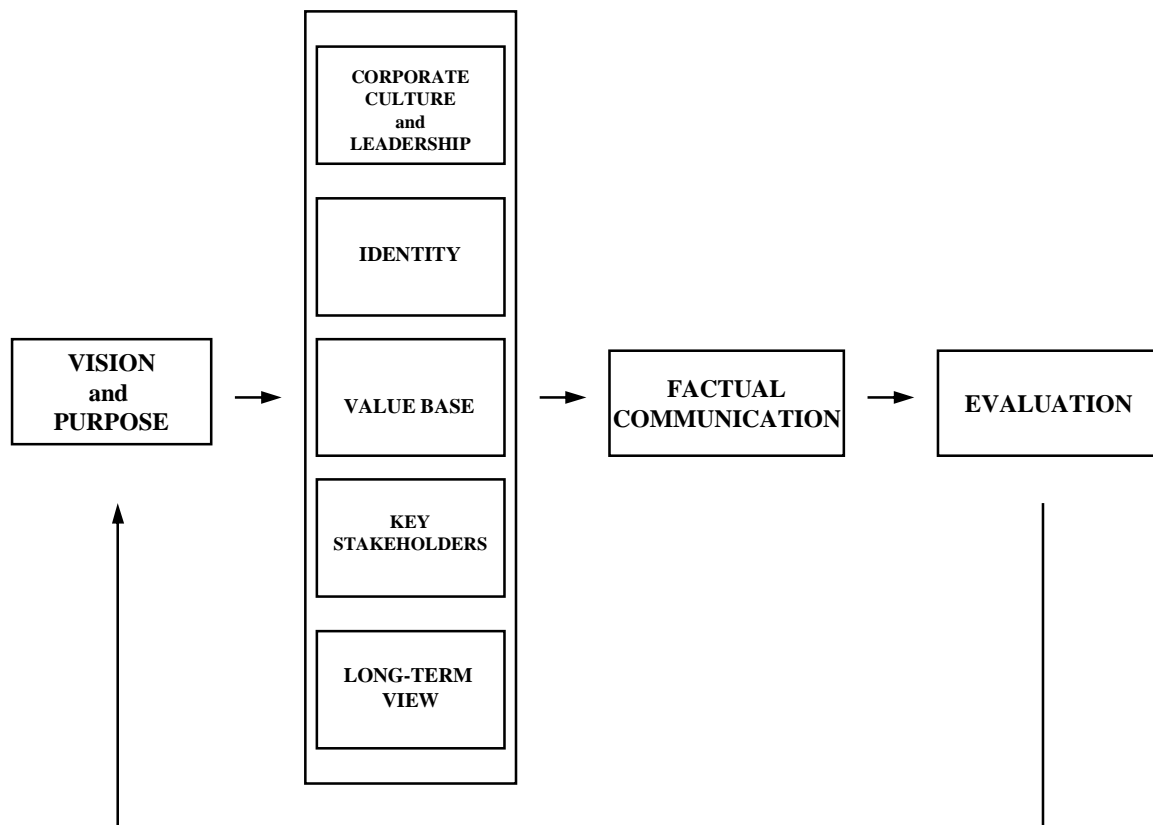 CORPORATE
CULTURE
and
LEADERSHIP
IDENTITY
VISION
and
PURPOSE
VALUE BASE
FACTUAL
COMMUNICATION
EVALUATION
KEY
STAKEHOLDERS
LONG-TERM
VIEW